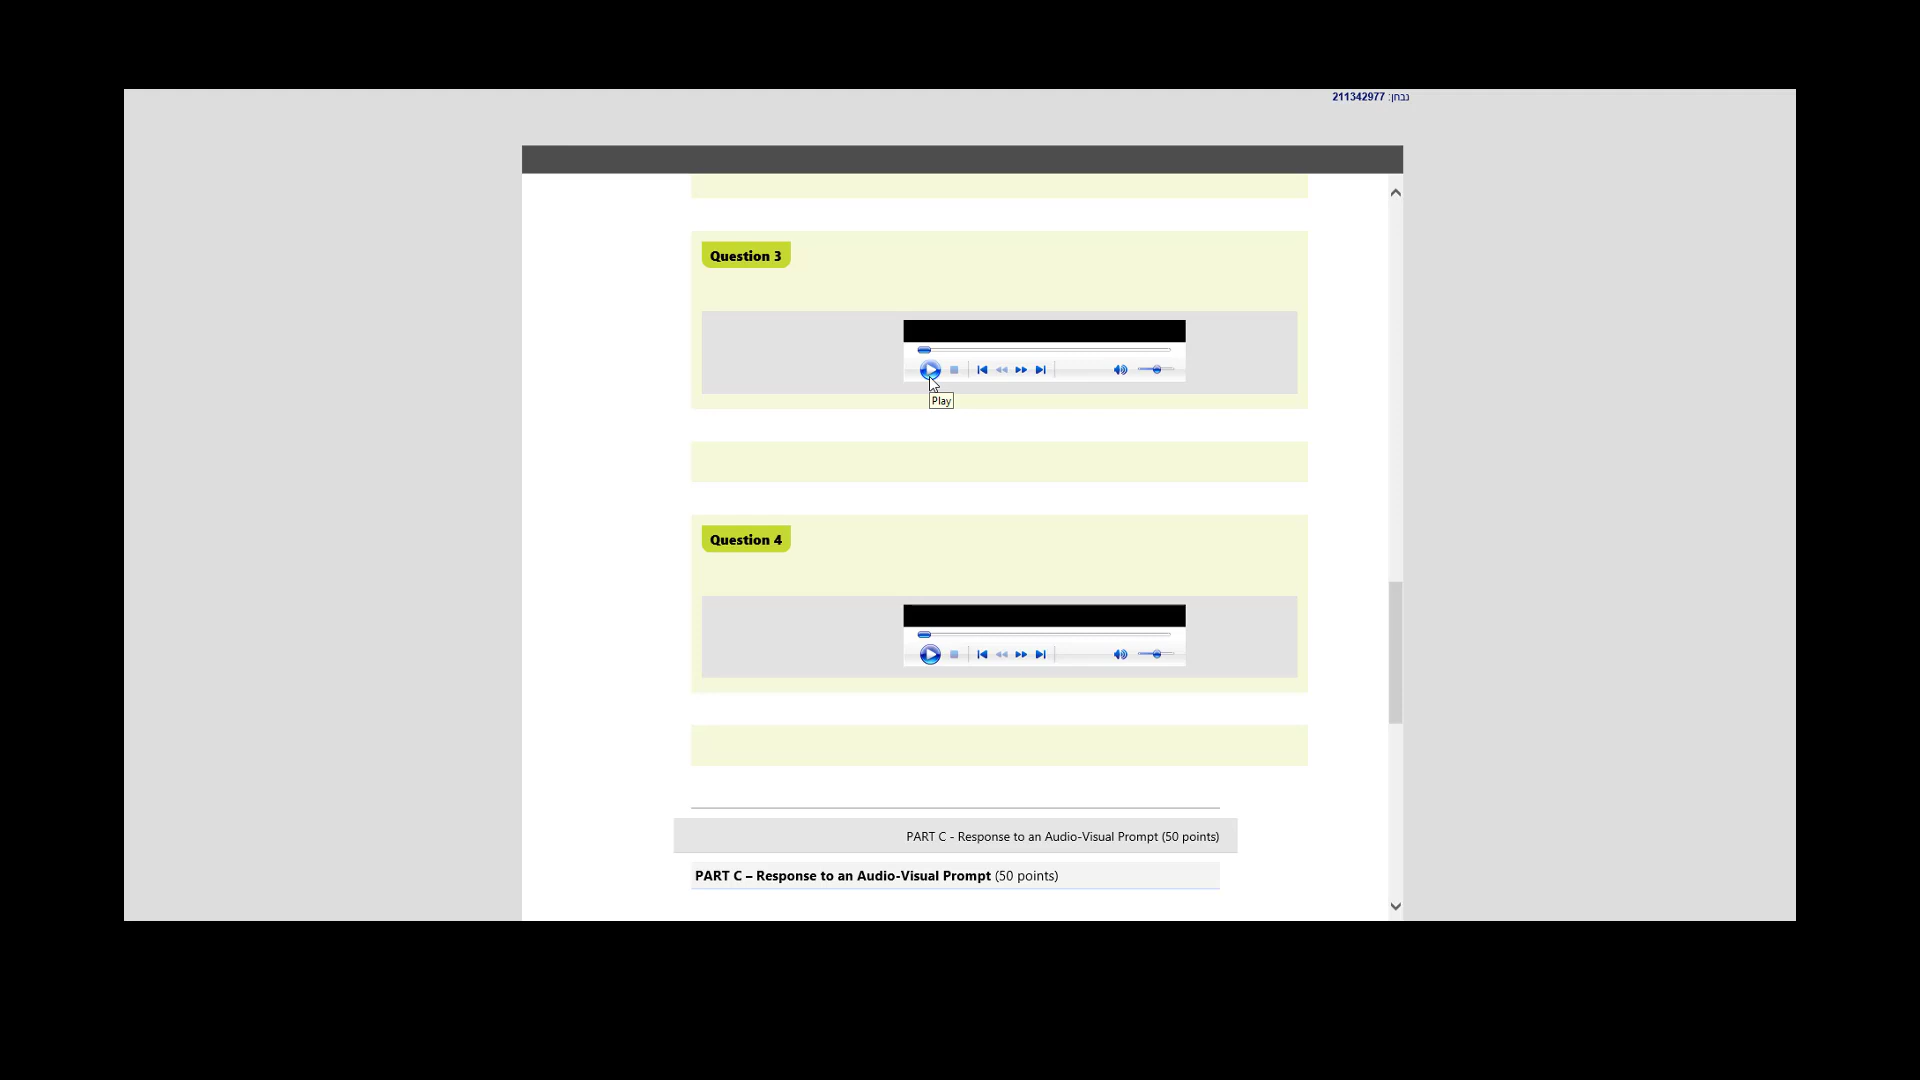 נבחן: 211342977
Question 3
Play
Question 4
PART C - Response to an Audio-Visual Prompt (50 points)
PART C – Response to an Audio-Visual Prompt (50 points)